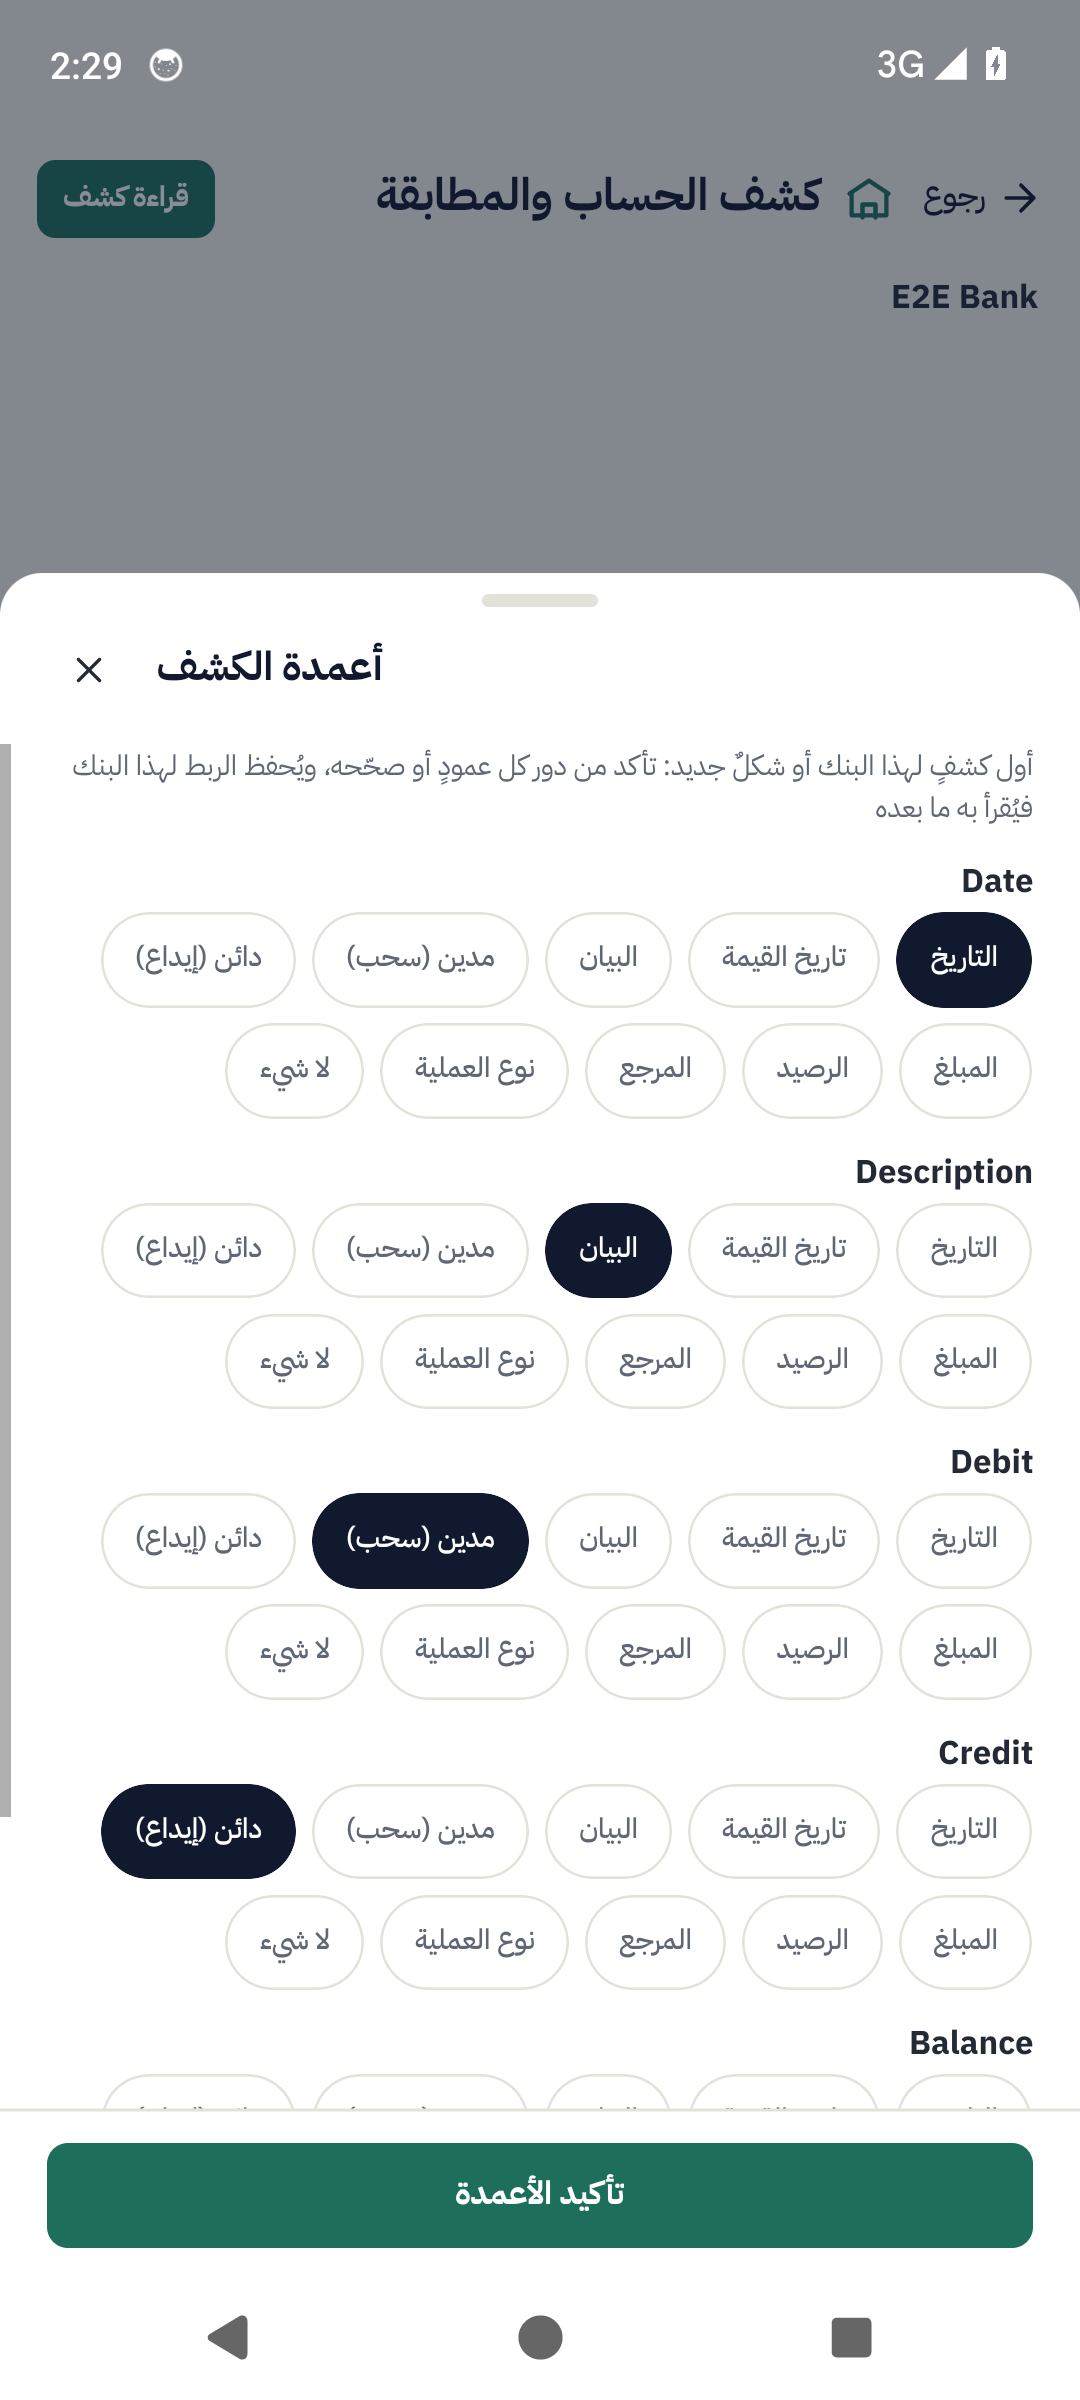 2:29 3G
رجوع كشف الحساب والمطابقة قراءة كشف
E2E Bank
أعمدة الكشف
أول كشفٍ لهذا البنك أو شكلٌ جديد: تأكد من دور كل عمودٍ أو صحّحه، ويُحفظ الربط لهذا البنك
فيُقرأ به ما بعده
Date
التاريخ تاريخ القيمة البيان مدين (سحب) دائن (إيداع)
المبلغ الرصيد المرجع نوع العملية لا شيء
Description
التاريخ تاريخ القيمة البيان مدين (سحب) دائن (إيداع)
المبلغ الرصيد المرجع نوع العملية لا شيء
Debit
التاريخ تاريخ القيمة البيان مدين (سحب) دائن (إيداع)
المبلغ الرصيد المرجع نوع العملية لا شيء
Credit
التاريخ تاريخ القيمة البيان مدين (سحب) دائن (إيداع)
المبلغ الرصيد المرجع نوع العملية لا شيء
Balance
تأكيد الأعمدة